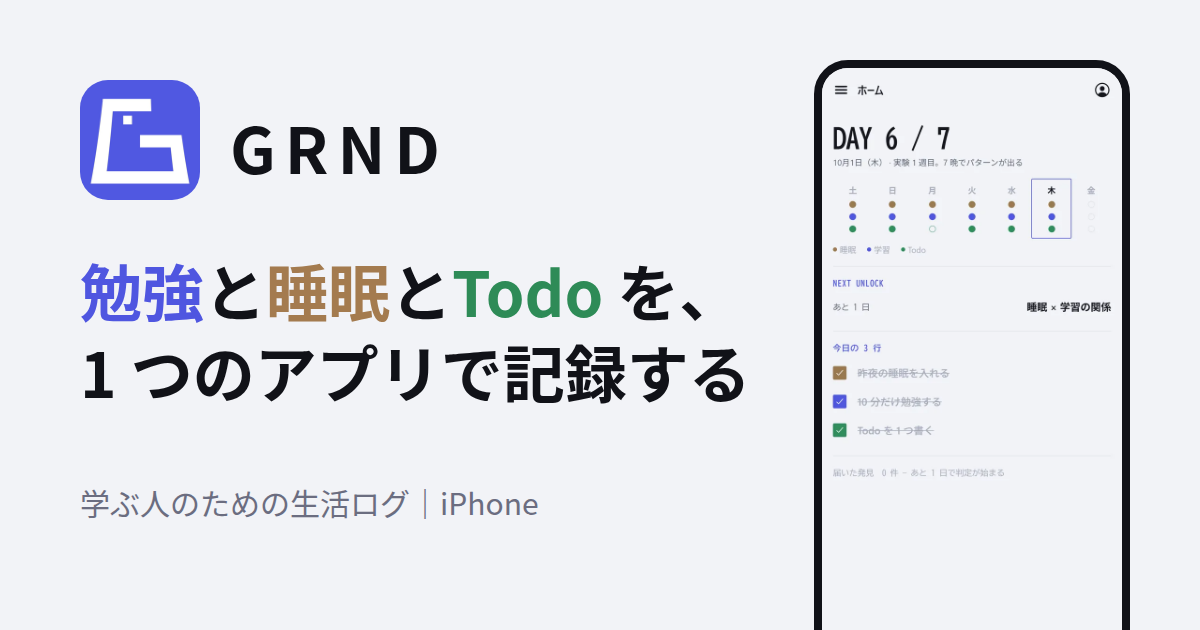 GRND
勉強と睡眠とTodo を、
1 つのアプリで記録する
学ぶ人のための生活ログ｜iPhone
ホーム
DAY 6 / 7
10月1日（木）· 実験 1 週目。7 晩でパターンが出る
土 日 月 火 水 木 金
睡眠 学習 Todo
NEXT UNLOCK
あと 1 日 睡眠 × 学習の関係
今日の 3 行
昨夜の睡眠を入れる
10 分だけ勉強する
Todo を 1 つ書く
届いた発見 0 件 – あと 1 日で判定が始まる